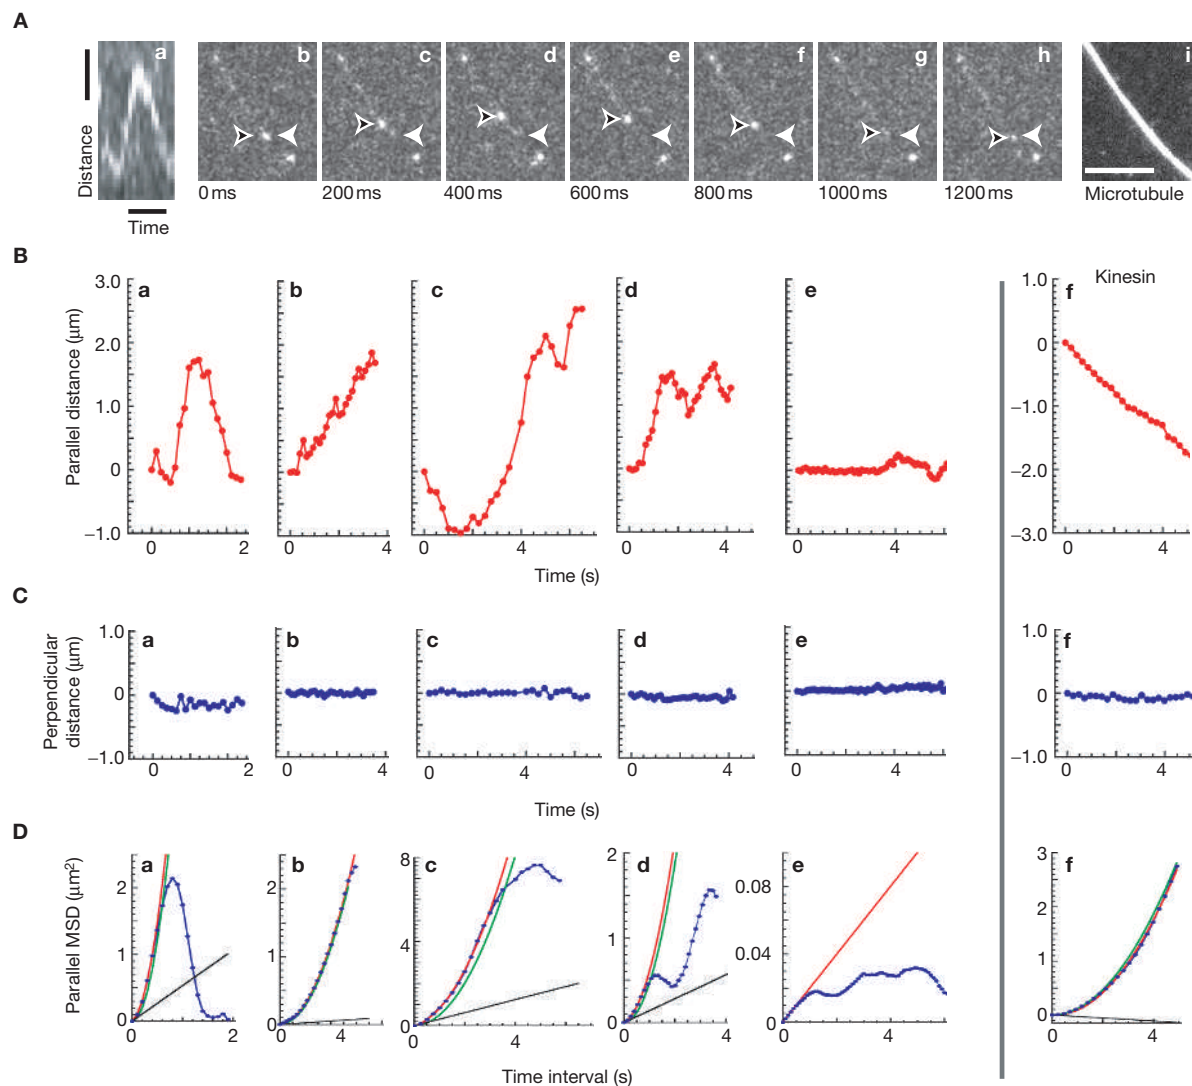 A
a
b
c
d
e
f
g
h
i
Distance
Time
0 ms
200 ms
400 ms
600 ms
800 ms
1000 ms
1200 ms
Microtubule
B
Parallel distance (μm)
3.0
2.0
1.0
0
−1.0
a
0
2
b
0
4
c
0
4
d
0
4
e
0
4
Kinesin
f
1.0
0
−1.0
−2.0
−3.0
0
4
Time (s)
C
Perpendicular
distance (μm)
1.0
0
−1.0
a
0
2
b
0
4
c
0
4
d
0
4
e
0
4
f
1.0
0
−1.0
0
4
Time (s)
D
Parallel MSD (μm²)
a
2
1
0
0
2
b
2
1
0
0
4
c
8
4
0
0
4
d
2
1
0
0
4
e
0.08
0.04
0
0
4
f
3
2
1
0
0
4
Time interval (s)